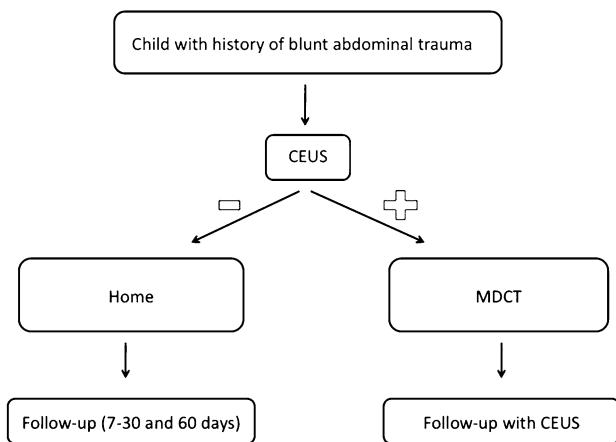 Child with history of blunt abdominal trauma
CEUS
Home
MDCT
Follow-up (7-30 and 60 days)
Follow-up with CEUS